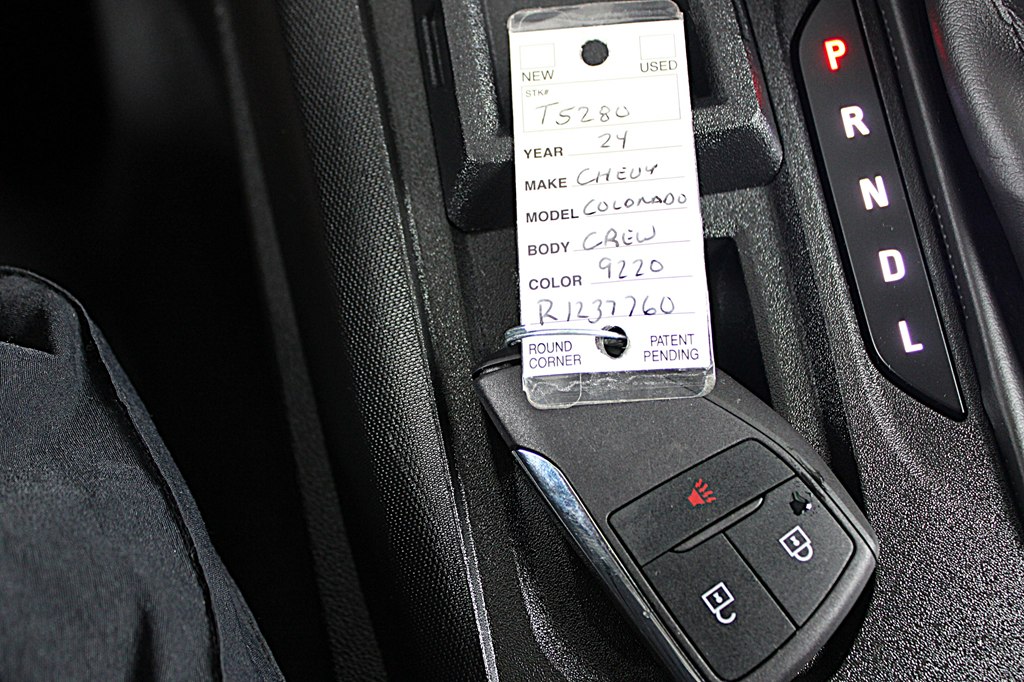 NEW USED
STK#
T5280
YEAR 24
MAKE CHEVY
MODEL COLORADO
BODY CREW
COLOR 9220
R1237760
ROUND CORNER
PATENT PENDING
P
R
N
D
L